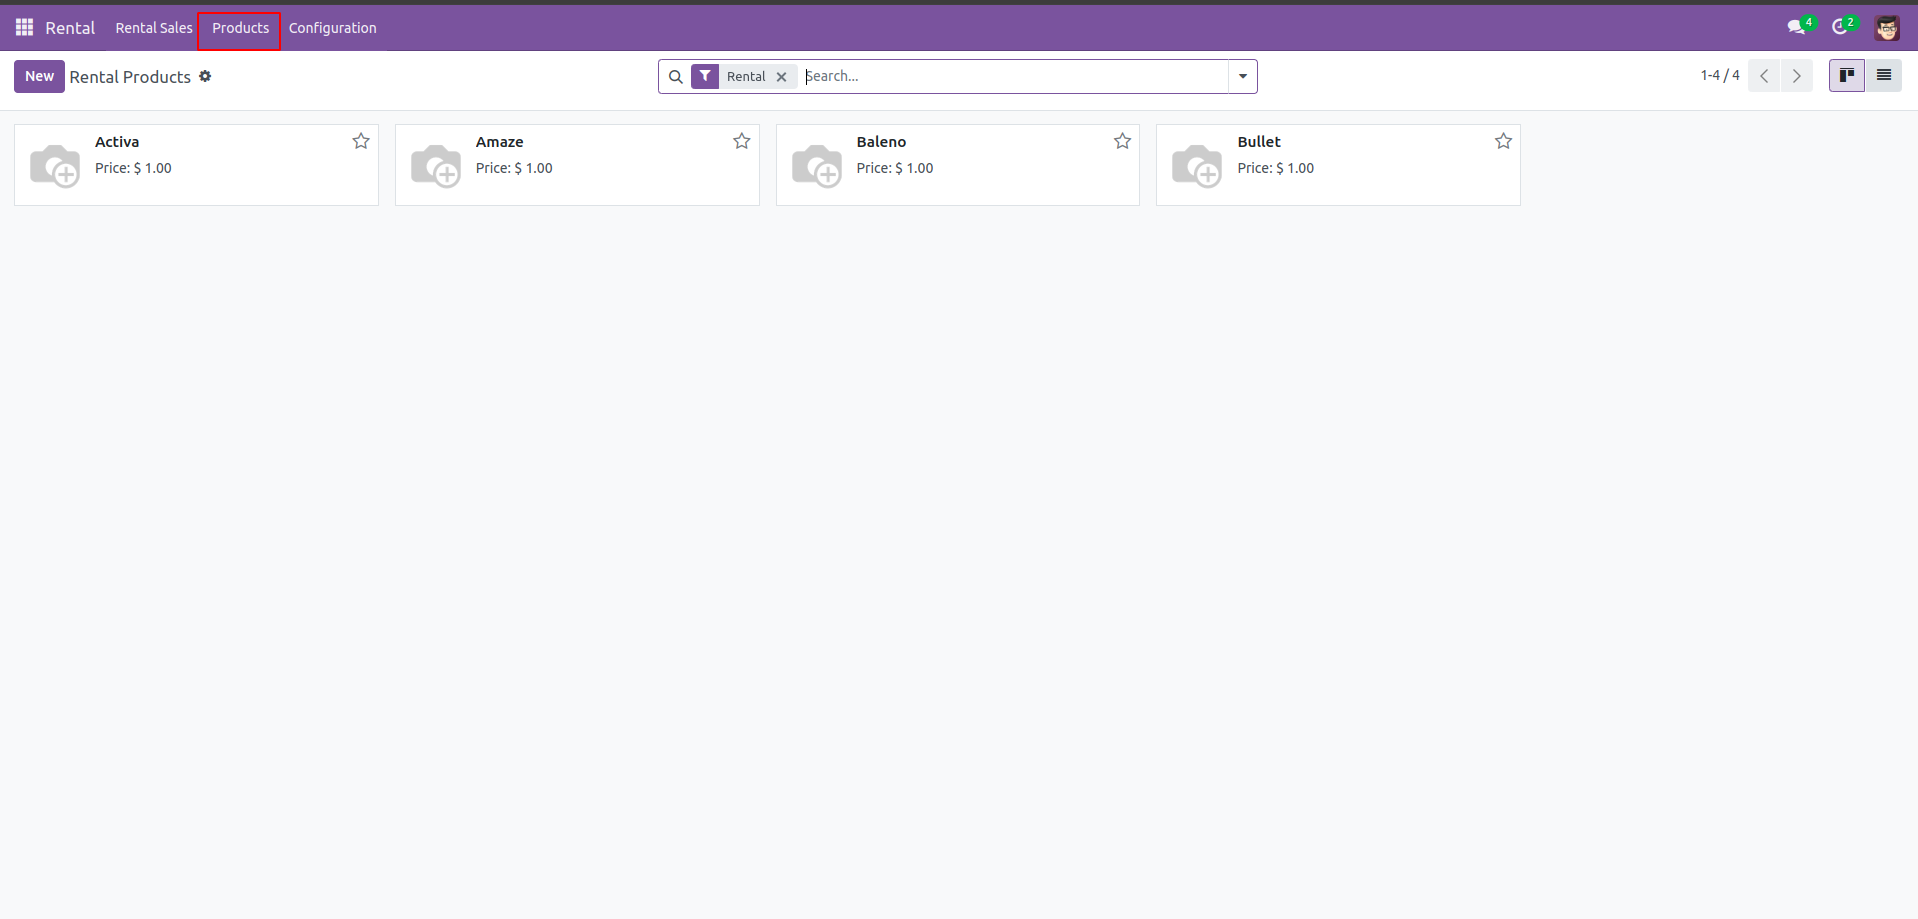 Rental Rental Sales Products Configuration 4 2
New Rental Products Rental Search... 1-4 / 4
Activa Amaze Baleno Bullet
Price: $ 1.00 Price: $ 1.00 Price: $ 1.00 Price: $ 1.00